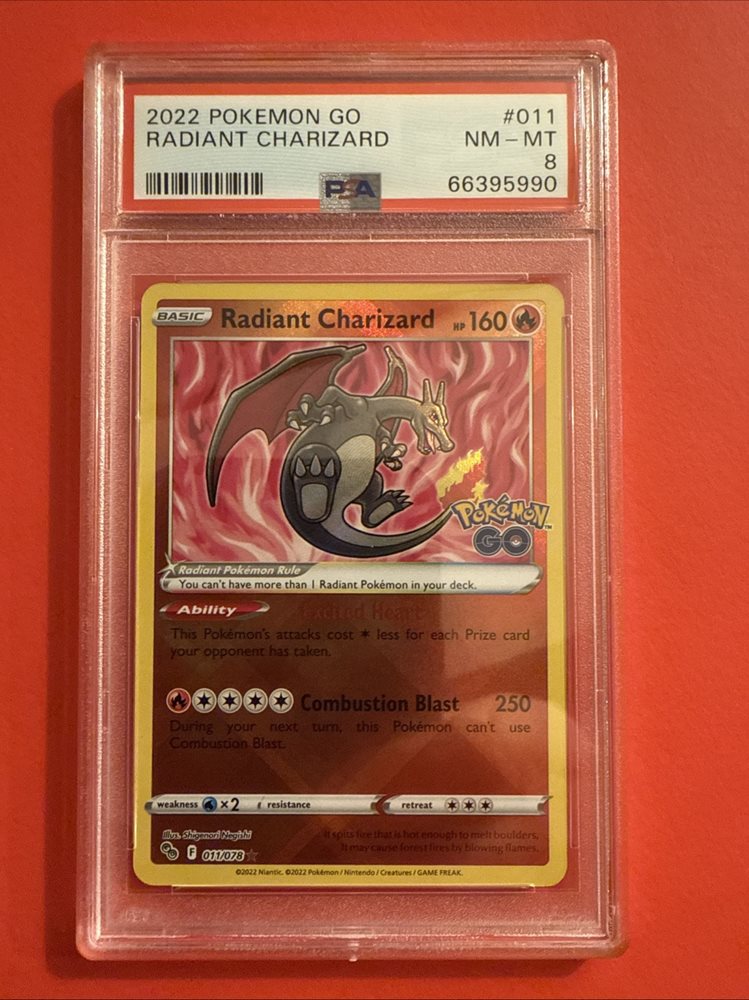 2022 POKEMON GO #011
RADIANT CHARIZARD NM - MT
8
PSA 66395990
BASIC Radiant Charizard HP 160
Pokémon™
GO
Radiant Pokémon Rule
You can't have more than 1 Radiant Pokémon in your deck.
Ability Excited Heart
This Pokémon's attacks cost less for each Prize card
your opponent has taken.
Combustion Blast 250
During your next turn, this Pokémon can't use
Combustion Blast.
weakness ×2 resistance retreat
Illus. Shigenori Negishi
It spits fire that is hot enough to melt boulders.
F 011/078
It may cause forest fires by blowing flames.
©2022 Niantic. ©2022 Pokémon / Nintendo / Creatures / GAME FREAK.